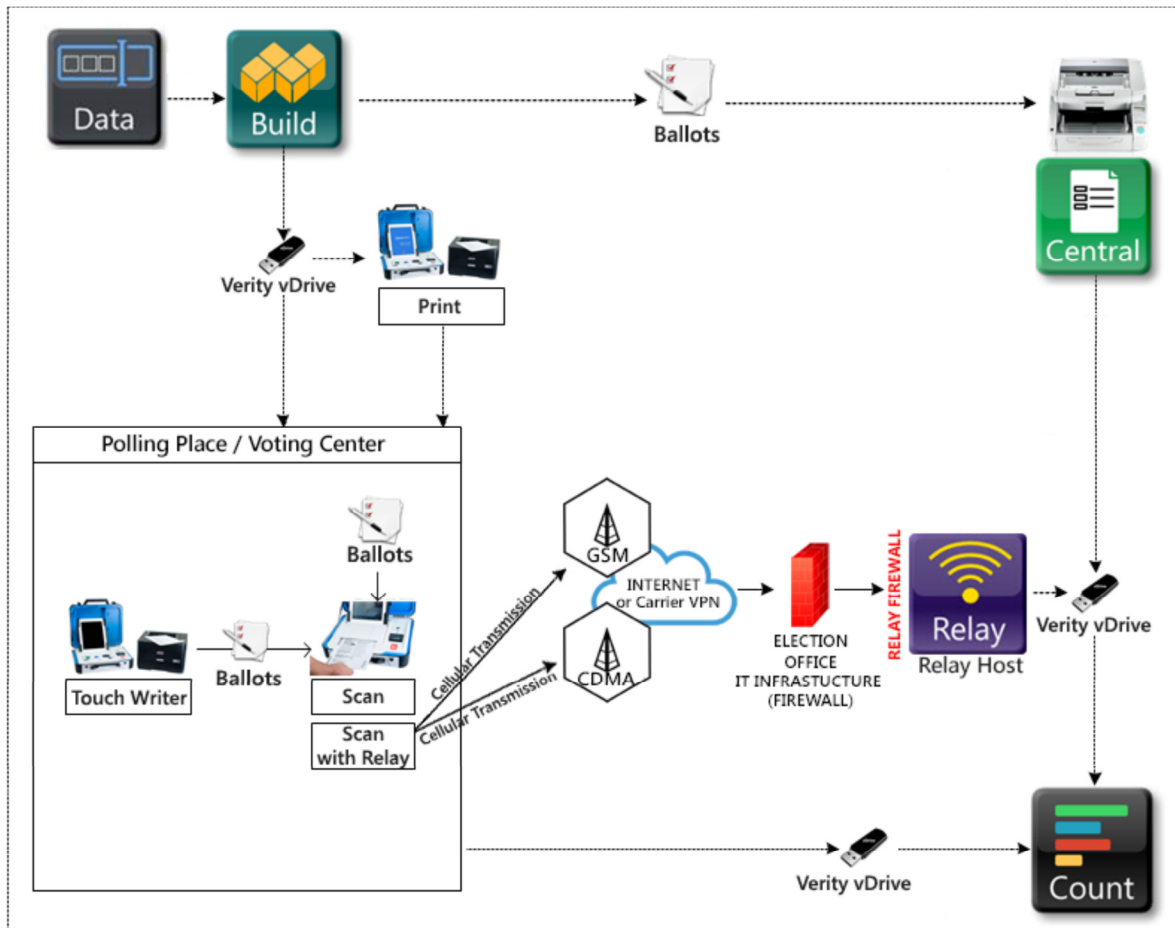 Data
Build
Ballots
Central
Verity vDrive
Print
Polling Place / Voting Center
Ballots
Touch Writer
Ballots
Scan
Scan
with Relay
Cellular Transmission
Cellular Transmission
GSM
INTERNET
or Carrier VPN
CDMA
ELECTION
OFFICE
IT INFRASTUCTURE
(FIREWALL)
RELAY FIREWALL
Relay
Relay Host
Verity vDrive
Verity vDrive
Count